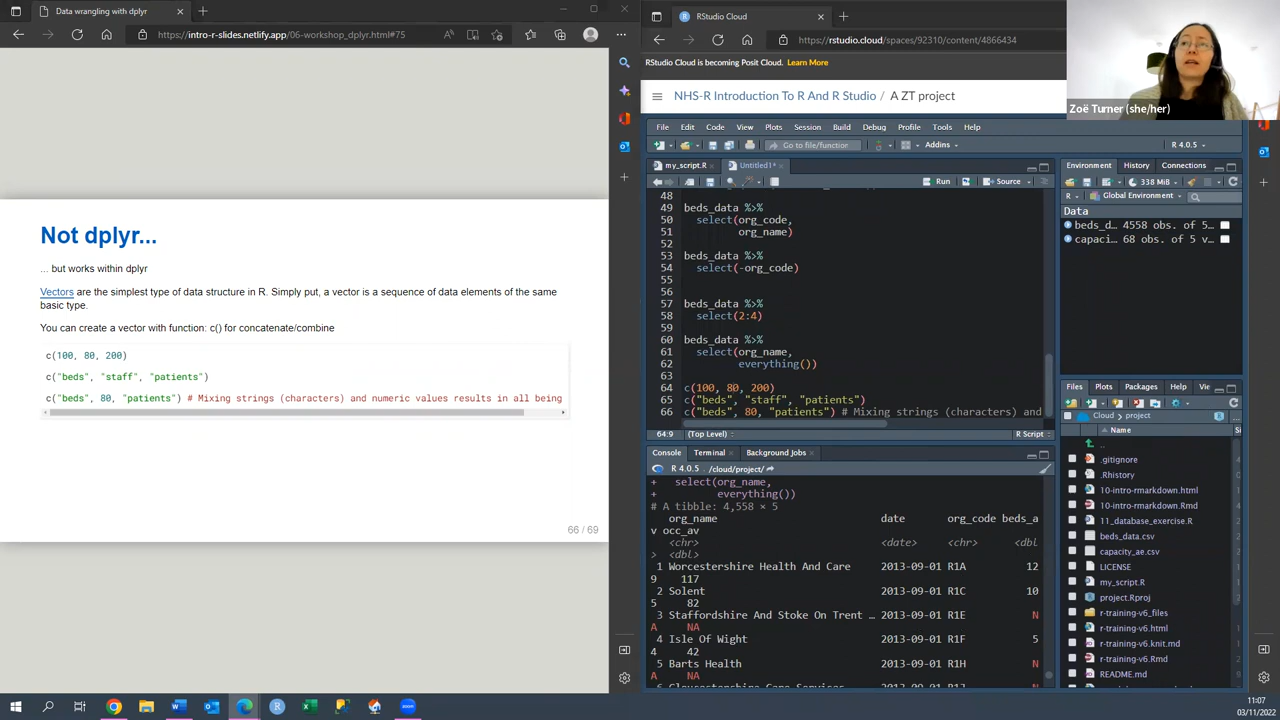 Data wrangling with dplyr
https://intro-r-slides.netlify.app/06-workshop_dplyr.html#75
Not dplyr...
... but works within dplyr
Vectors are the simplest type of data structure in R. Simply put, a vector is a sequence of data elements of the same
basic type.
You can create a vector with function: c() for concatenate/combine
c(100, 80, 200)
c("beds", "staff", "patients")
c("beds", 80, "patients") # Mixing strings (characters) and numeric values results in all being
66 / 69
RStudio Cloud
https://rstudio.cloud/spaces/92310/content/4866434
RStudio Cloud is becoming Posit Cloud. Learn More
NHS-R Introduction To R And R Studio / A ZT project
Zoë Turner (she/her)
File Edit Code View Plots Session Build Debug Profile Tools Help
Go to file/function Addins R 4.0.5
my_script.R Untitled1*
Run Source
48
49 beds_data %>%
50 select(org_code,
51 org_name)
52
53 beds_data %>%
54 select(-org_code)
55
56
57 beds_data %>%
58 select(2:4)
59
60 beds_data %>%
61 select(org_name,
62 everything())
63
64 c(100, 80, 200)
65 c("beds", "staff", "patients")
66 c("beds", 80, "patients") # Mixing strings (characters) and
64:9 (Top Level) R Script
Console Terminal Background Jobs
R 4.0.5 . /cloud/project/
+ select(org_name,
+ everything())
# A tibble: 4,558 × 5
org_name date org_code beds_a
v occ_av
<chr> <date> <chr> <dbl
> <dbl>
1 Worcestershire Health And Care 2013-09-01 R1A 12
9 117
2 Solent 2013-09-01 R1C 10
5 82
3 Staffordshire And Stoke On Trent … 2013-09-01 R1E N
A NA
4 Isle Of Wight 2013-09-01 R1F 5
4 42
5 Barts Health 2013-09-01 R1H N
A NA
Environment History Connections
338 MiB
R Global Environment
Data
beds_d… 4558 obs. of 5…
capaci… 68 obs. of 5 v…
Files Plots Packages Help Vie
Cloud project
Name
..
.gitignore
.Rhistory
10-intro-rmarkdown.html
10-intro-rmarkdown.Rmd
11_database_exercise.R
beds_data.csv
capacity_ae.csv
LICENSE
my_script.R
project.Rproj
r-training-v6_files
r-training-v6.html
r-training-v6.knit.md
r-training-v6.Rmd
README.md
11:07
03/11/2022